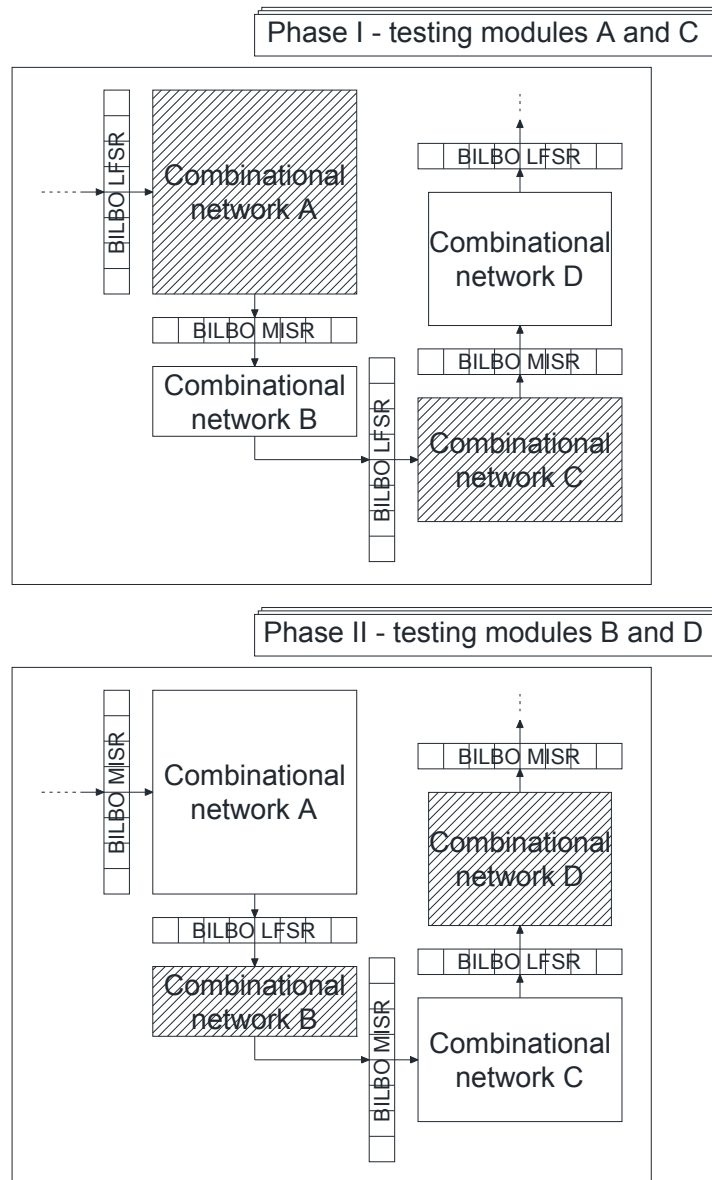 Phase I - testing modules A and C
BILBO LFSR
Combinational
network A
BILBO MISR
Combinational
network B
BILBO LFSR
Combinational
network C
BILBO MISR
Combinational
network D
BILBO LFSR
Phase II - testing modules B and D
BILBO MISR
Combinational
network A
BILBO LFSR
Combinational
network B
BILBO MISR
Combinational
network C
BILBO LFSR
Combinational
network D
BILBO MISR